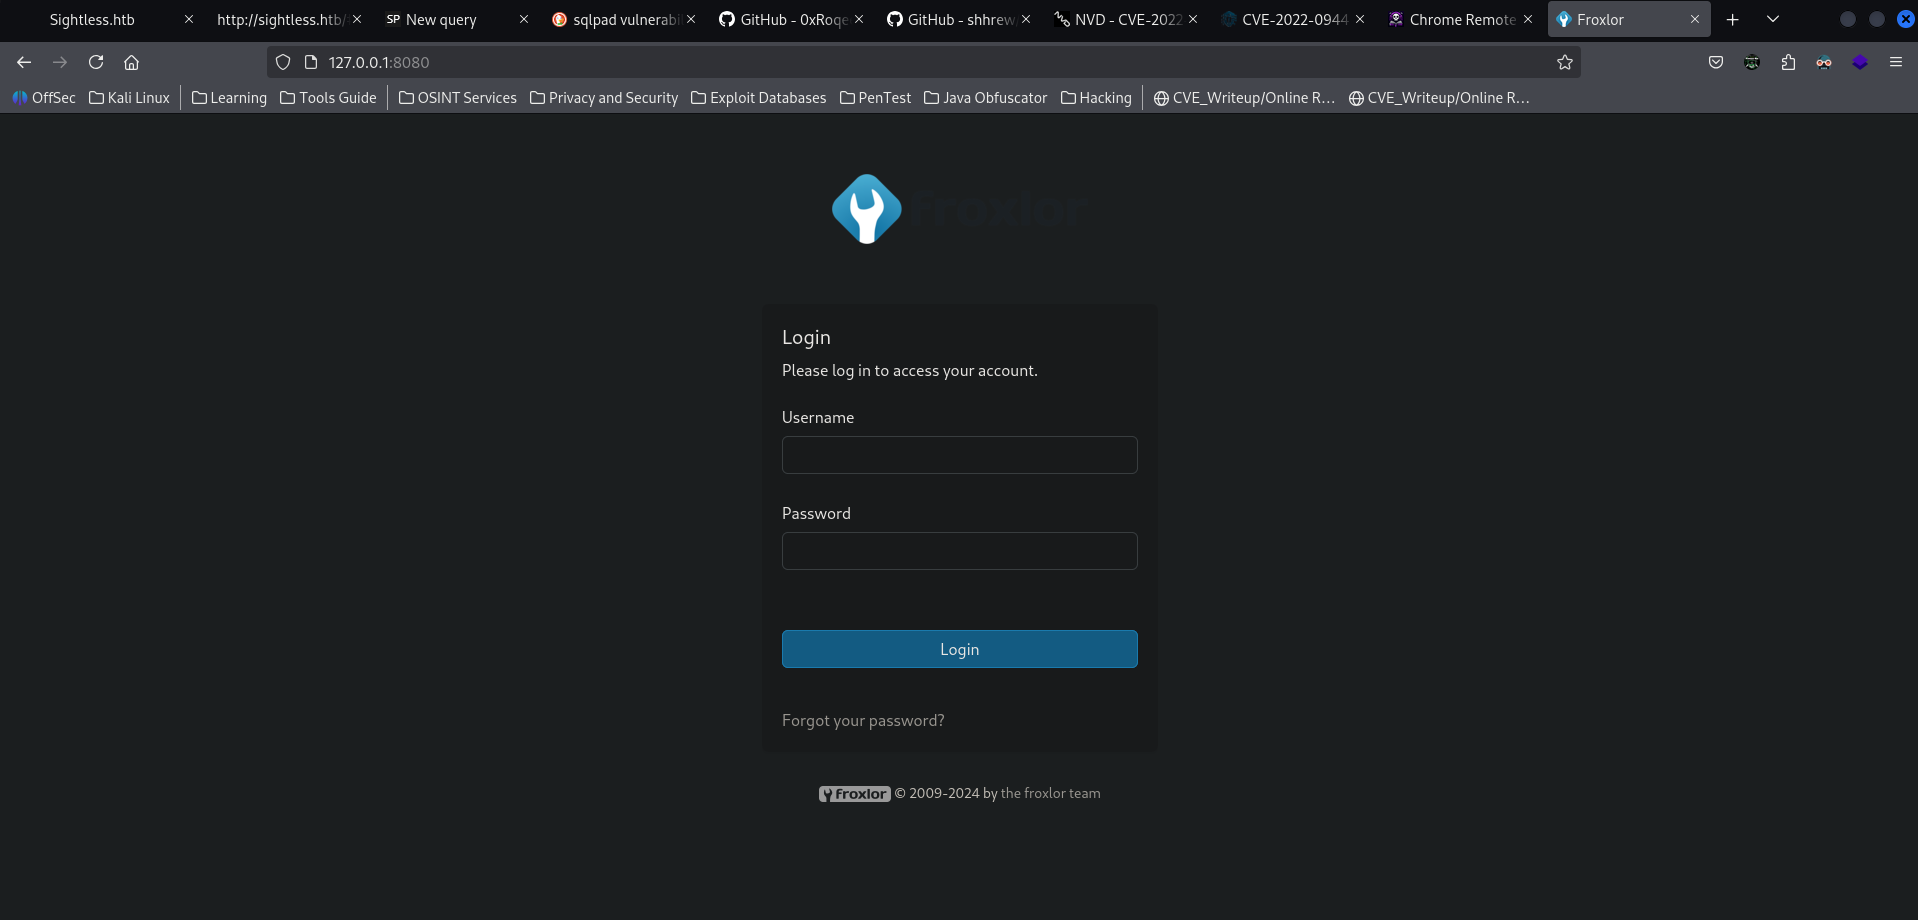 Sightless.htb http://sightless.htb/ SP New query sqlpad vulnerabil GitHub - 0xRoqe GitHub - shhrew NVD - CVE-2022 CVE-2022-0944 Chrome Remote Froxlor
127.0.0.1:8080
OffSec Kali Linux Learning Tools Guide OSINT Services Privacy and Security Exploit Databases PenTest Java Obfuscator Hacking CVE_Writeup/Online R... CVE_Writeup/Online R...
froxlor
Login
Please log in to access your account.
Username
Password
Login
Forgot your password?
froxlor © 2009-2024 by the froxlor team